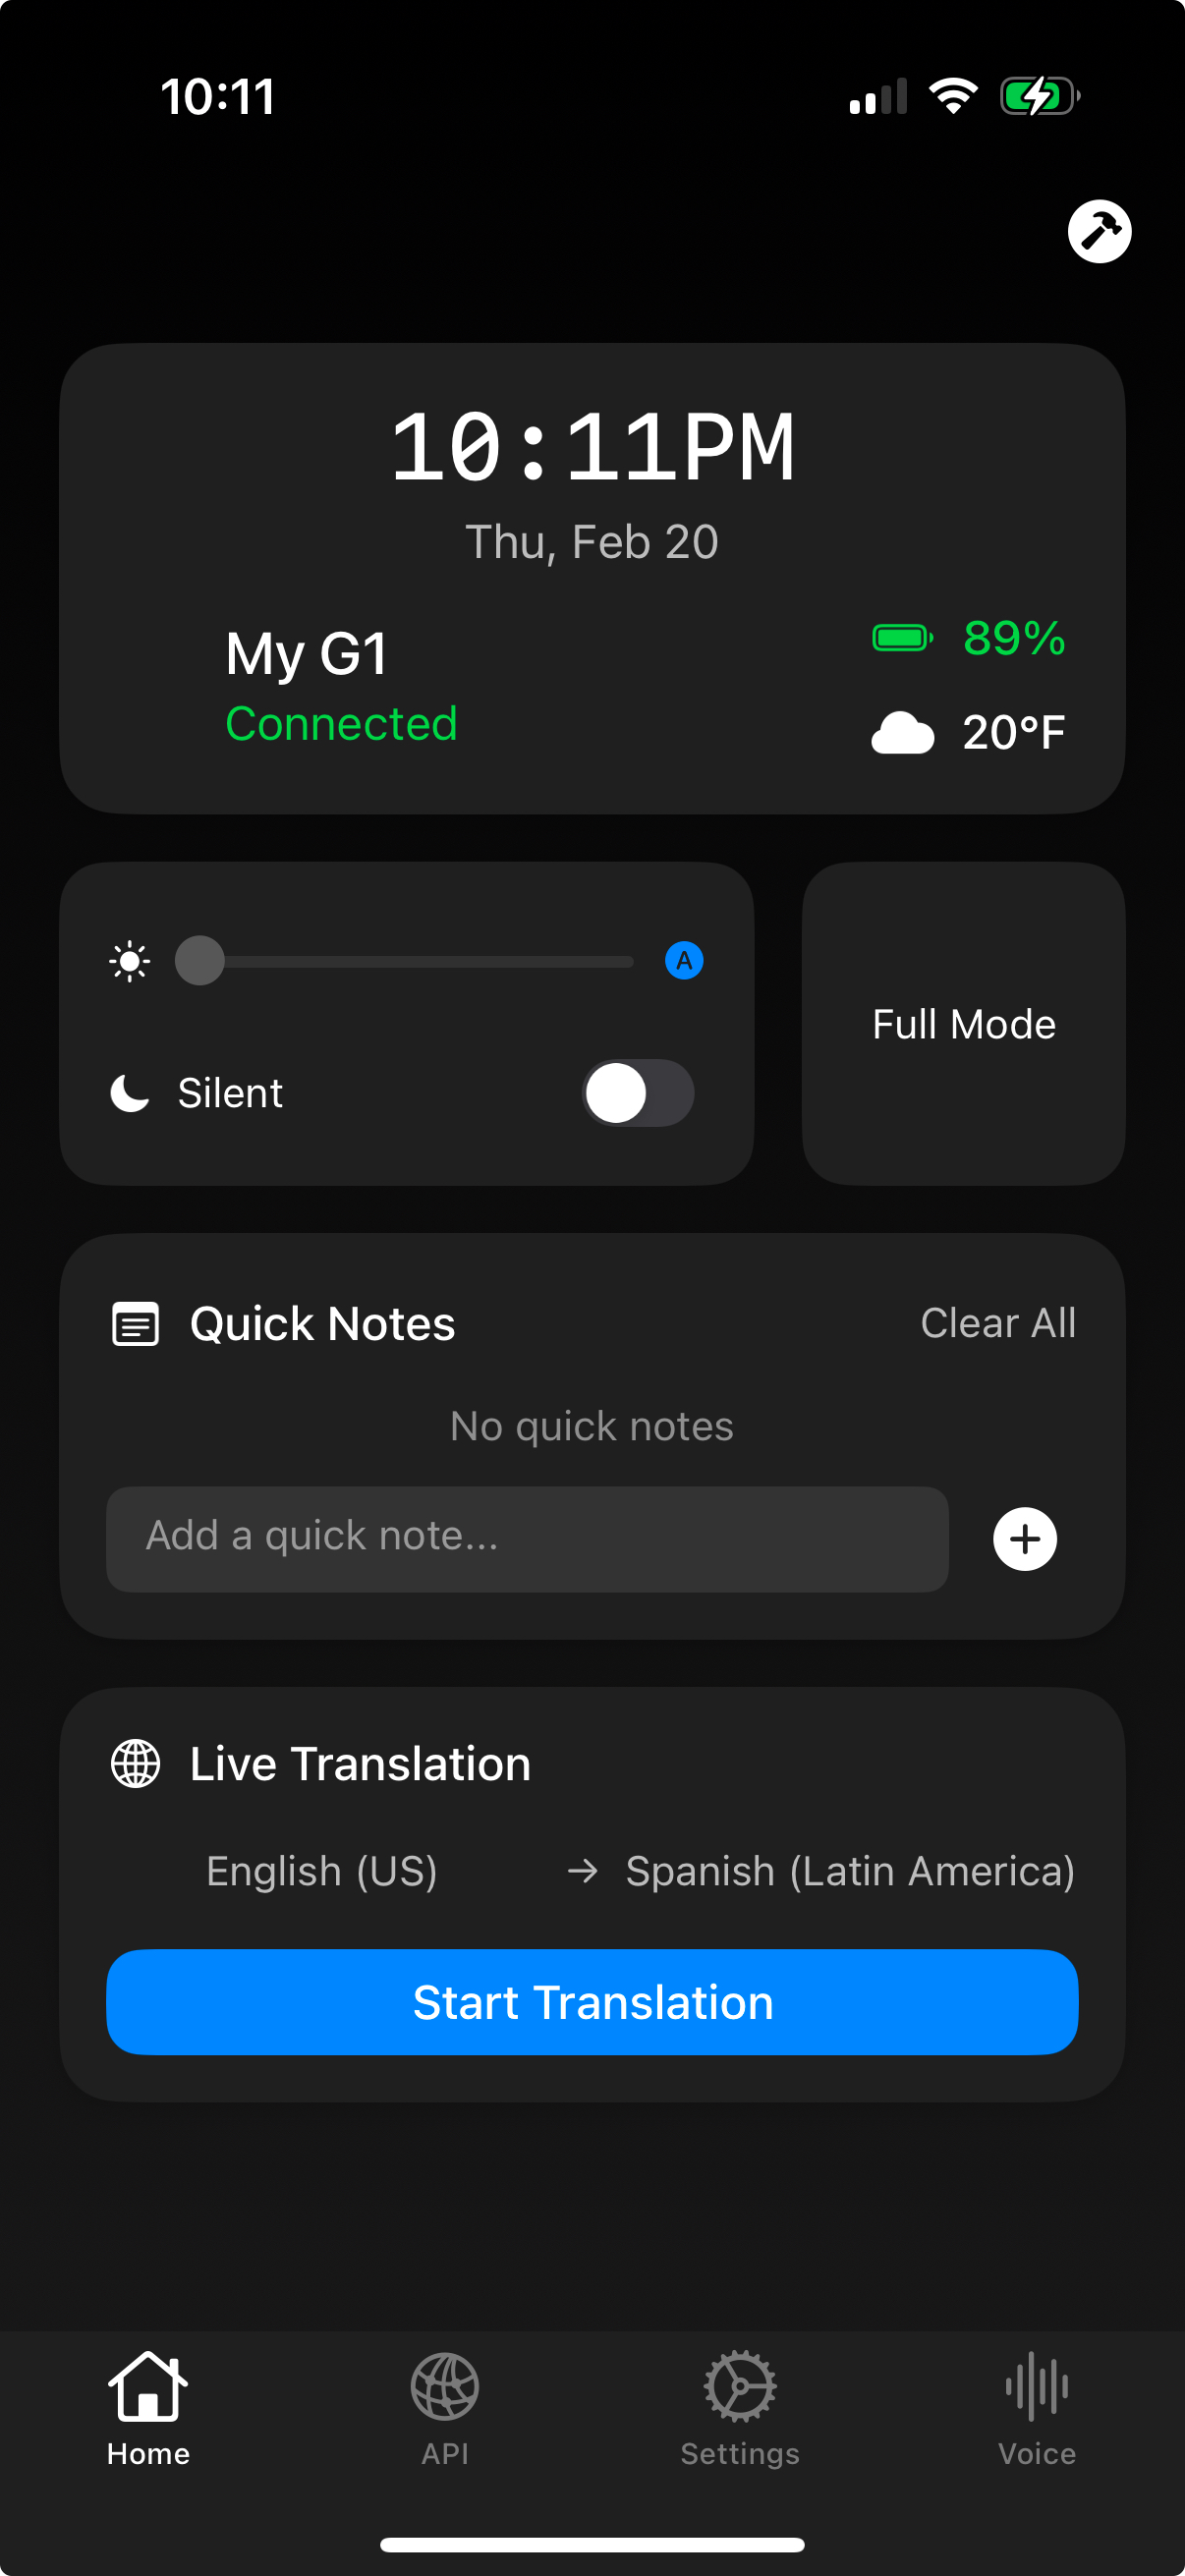 10:11
10:11PM
Thu, Feb 20
My G1
Connected
89%
20°F
A
Silent
Full Mode
Quick Notes
Clear All
No quick notes
Add a quick note...
Live Translation
English (US) → Spanish (Latin America)
Start Translation
Home
API
Settings
Voice